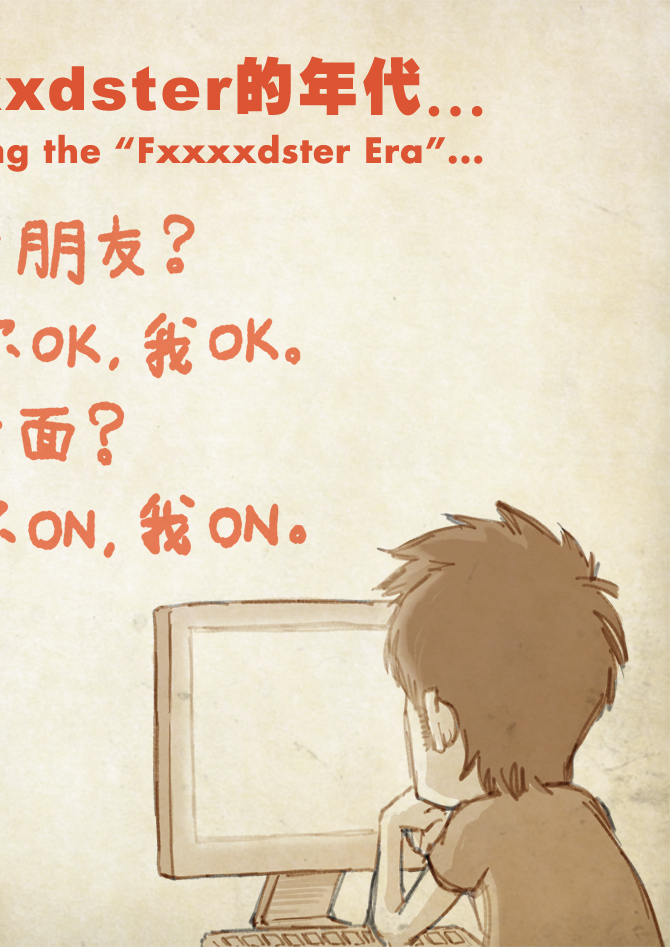 xdster的年代...
ng the “Fxxxxdster Era”...
朋友?
OK, 我OK。
面?
ON, 我ON。